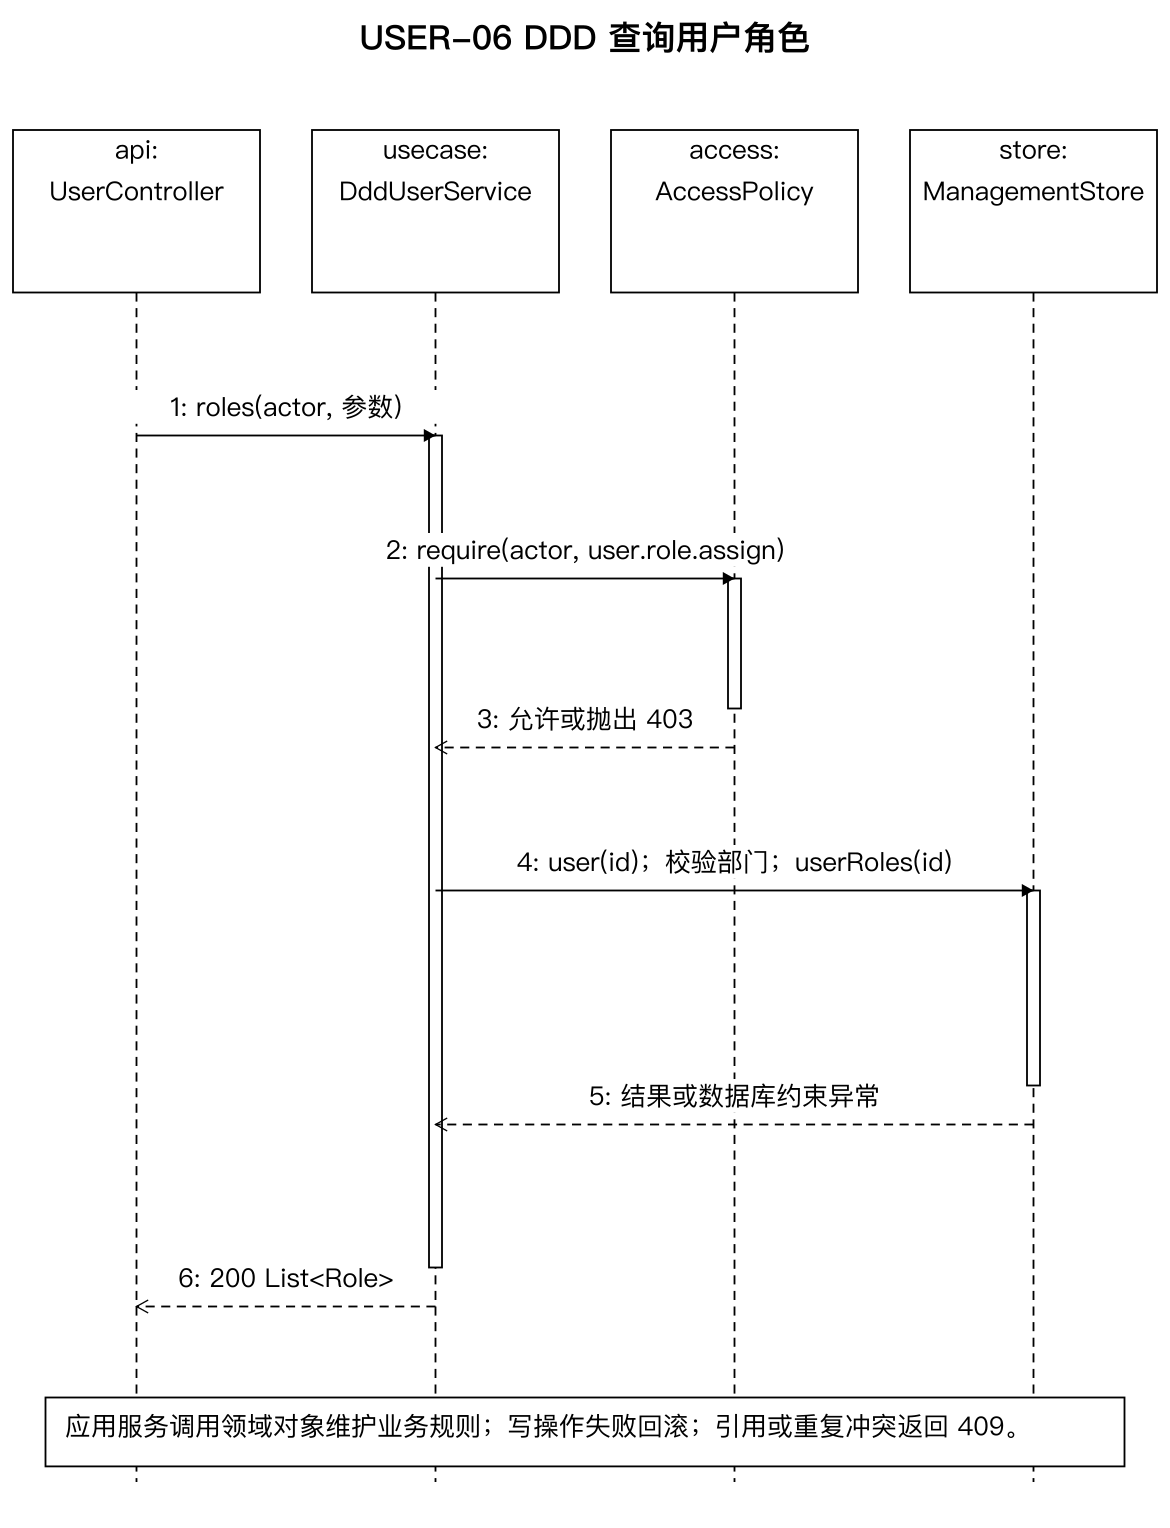 USER-06 DDD 查询用户角色
api:
UserController
usecase:
DddUserService
access:
AccessPolicy
store:
ManagementStore
1: roles(actor, 参数)
2: require(actor, user.role.assign)
3: 允许或抛出 403
4: user(id)；校验部门；userRoles(id)
5: 结果或数据库约束异常
6: 200 List<Role>
应用服务调用领域对象维护业务规则；写操作失败回滚；引用或重复冲突返回 409。